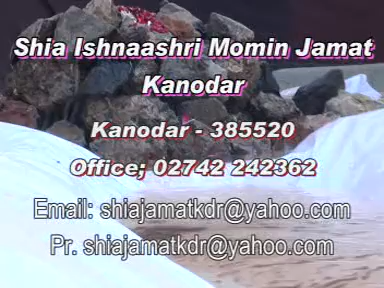 Shia Ishnaashri Momin Jamat
Kanodar
Kanodar - 385520
Office; 02742 242362
Email: shiajamatkdr@yahoo.com
Pr. shiajamatkdr@yahoo.com